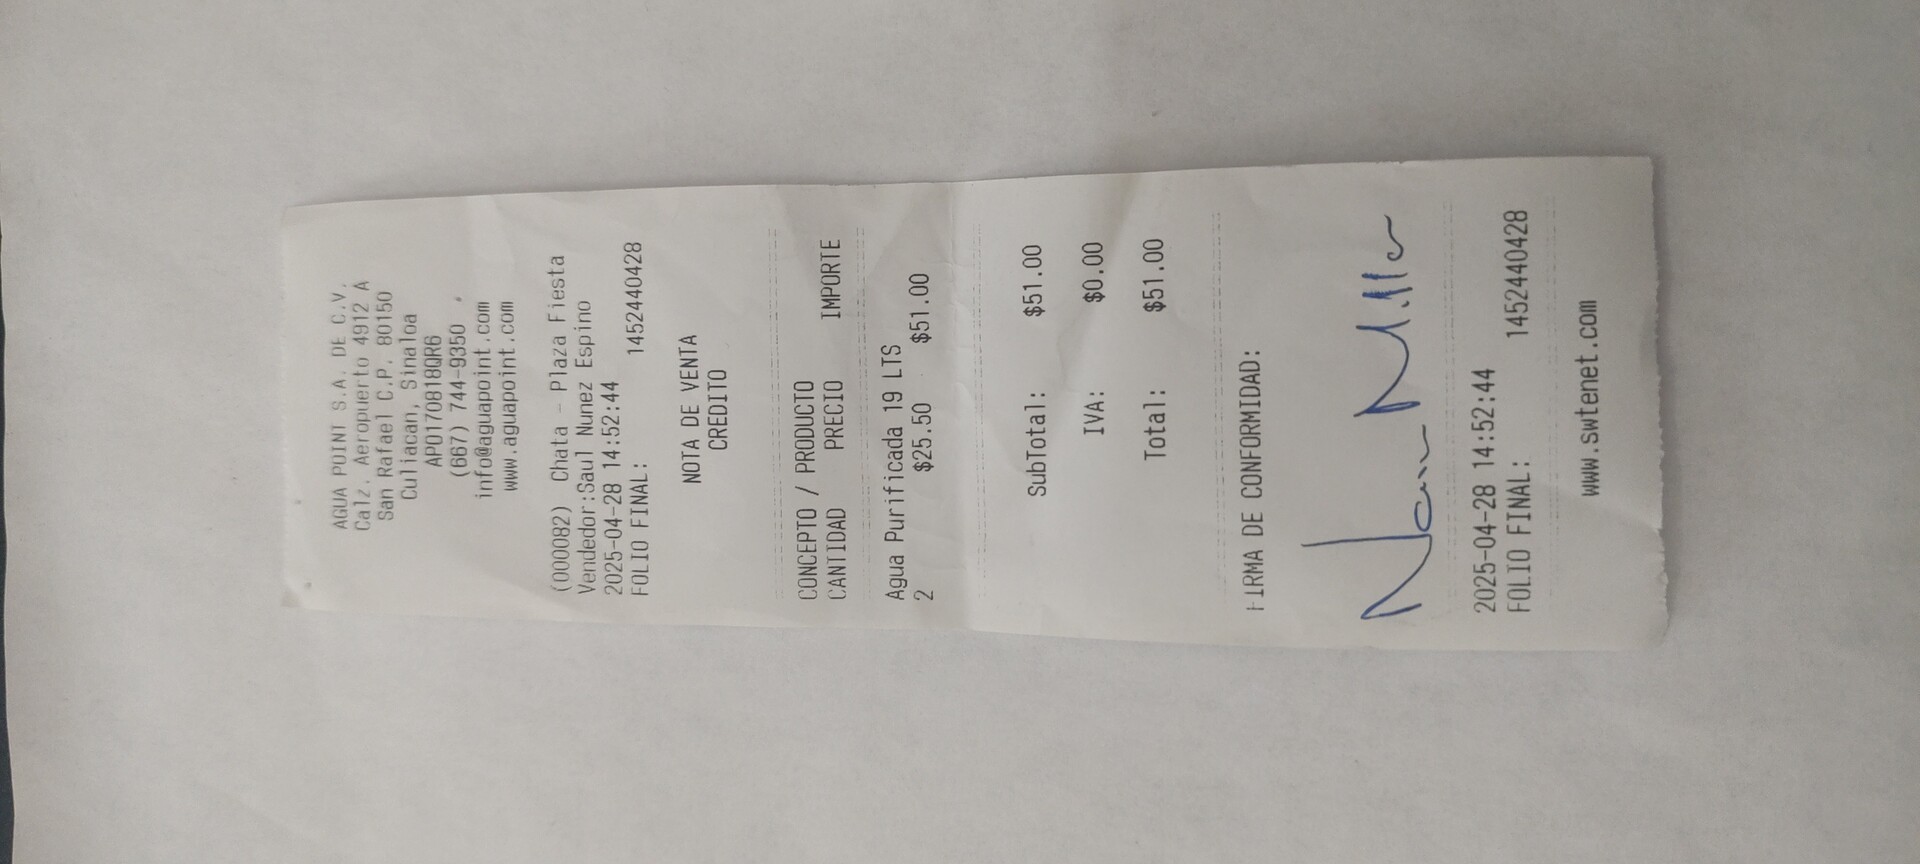 AGUA POINT S.A. DE C.V.
Calz. Aeropuerto 4912 A
San Rafael C.P. 80150
Culiacan, Sinaloa
APO170818QR6
(667) 744-9350
info@aguapoint.com
www.aguapoint.com
(000082) Chata - Plaza Fiesta
Vendedor:Saul Nunez Espino
2025-04-28 14:52:44
FOLIO FINAL: 1452440428
NOTA DE VENTA
CREDITO
CONCEPTO / PRODUCTO
CANTIDAD PRECIO IMPORTE
Agua Purificada 19 LTS
2 $25.50 $51.00
SubTotal: $51.00
IVA: $0.00
Total: $51.00
FIRMA DE CONFORMIDAD:
2025-04-28 14:52:44
FOLIO FINAL: 1452440428
www.swtenet.com